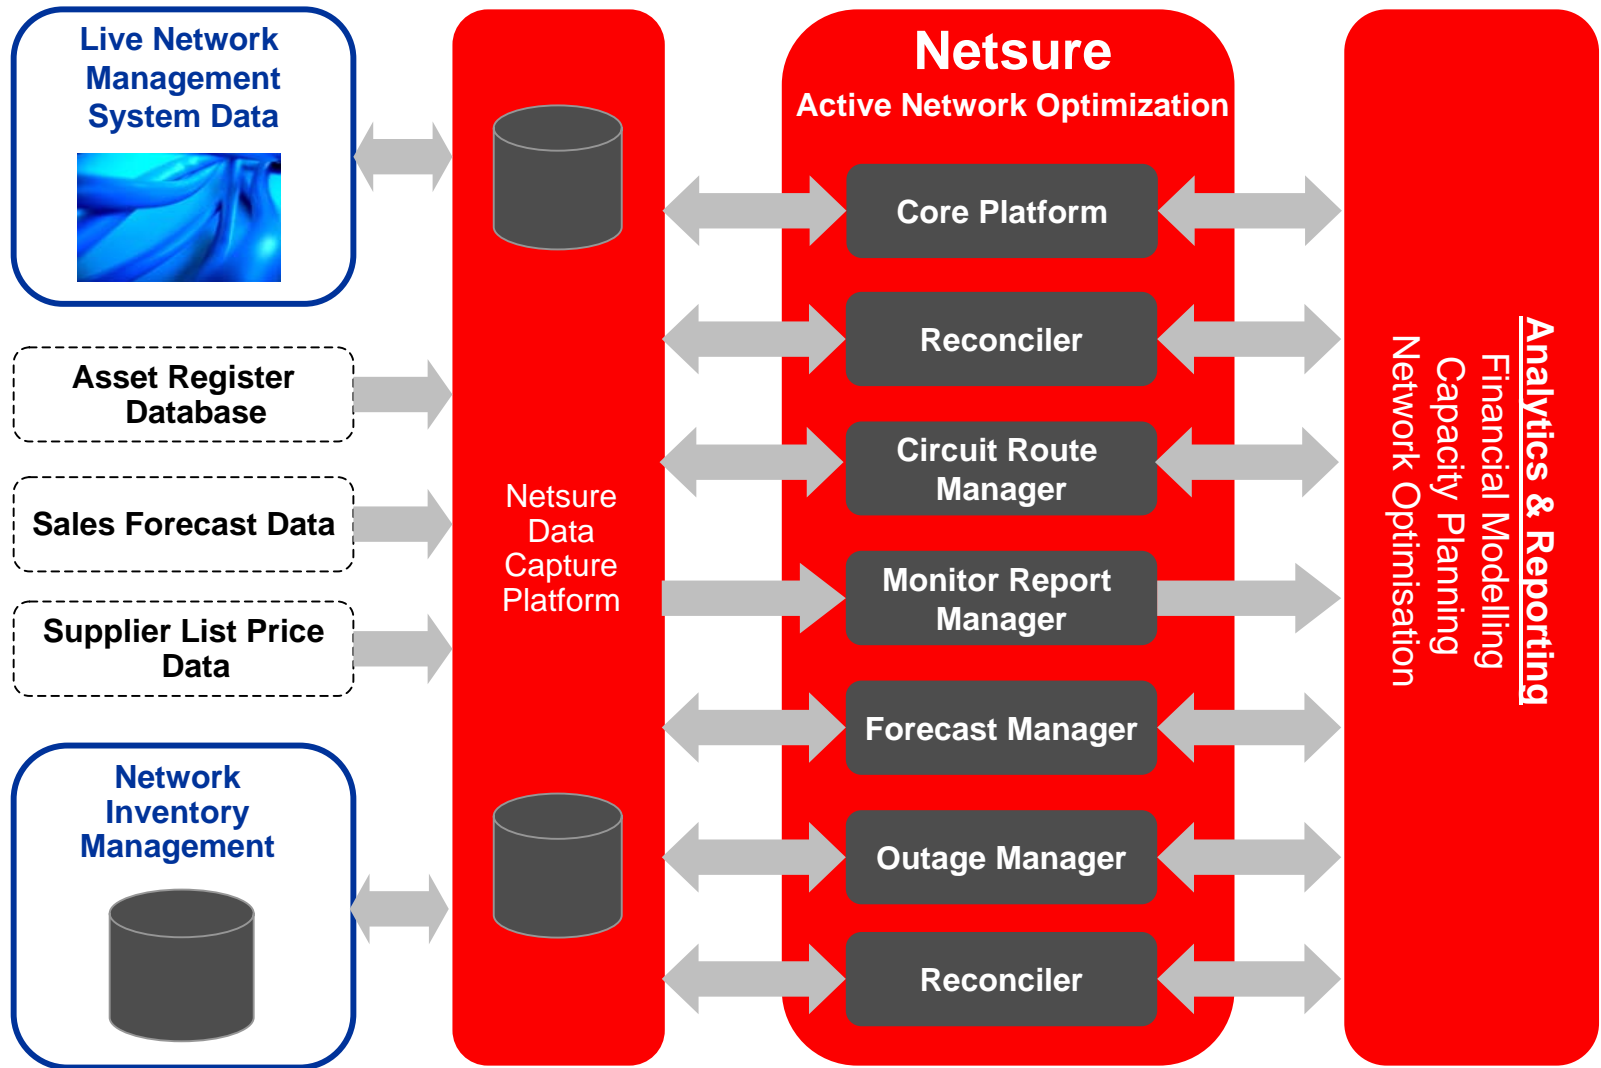 Live Network
Management
System Data
Asset Register
Database
Sales Forecast Data
Supplier List Price
Data
Network
Inventory
Management
Netsure
Data
Capture
Platform
Netsure
Active Network Optimization
Core Platform
Reconciler
Circuit Route
Manager
Monitor Report
Manager
Forecast Manager
Outage Manager
Reconciler
Analytics & Reporting
Financial Modelling
Capacity Planning
Network Optimisation